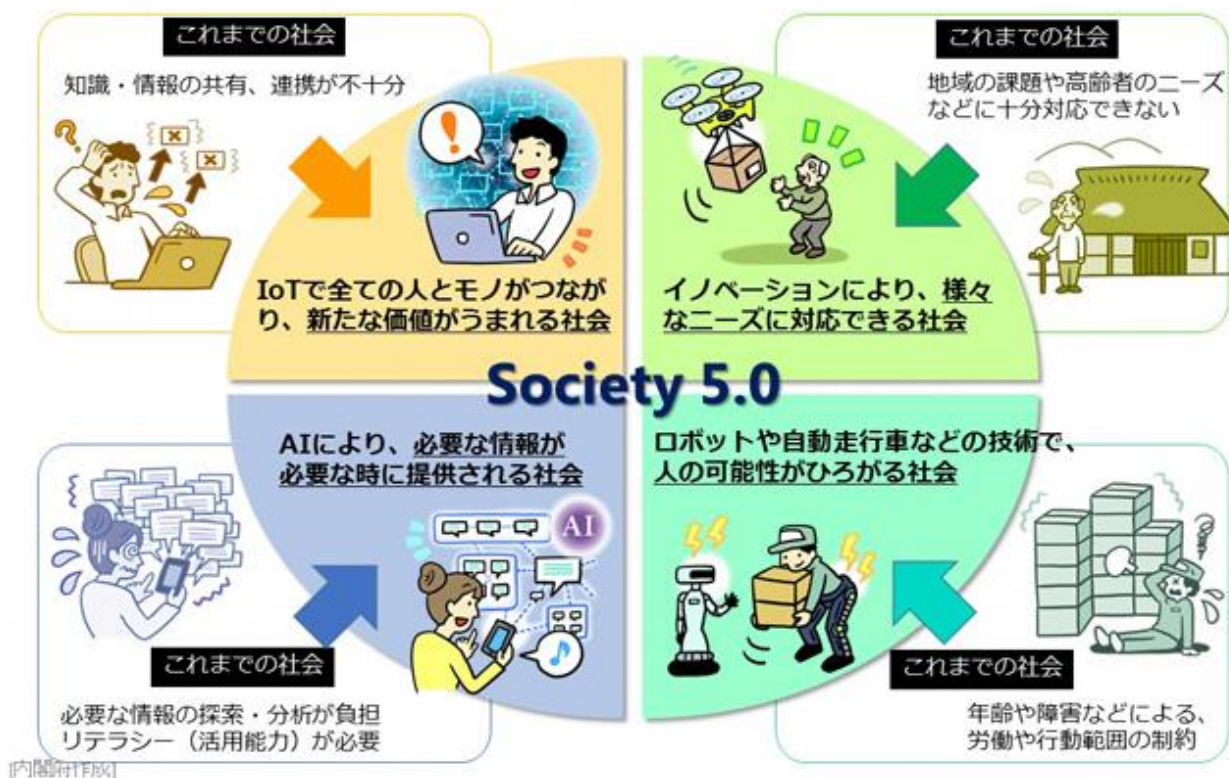 これまでの社会
知識・情報の共有、連携が不十分
IoTで全ての人とモノがつなが
り、新たな価値がうまれる社会
これまでの社会
地域の課題や高齢者のニーズ
などに十分対応できない
イノベーションにより、様々
なニーズに対応できる社会
Society 5.0
AIにより、必要な情報が
必要な時に提供される社会
AI
これまでの社会
必要な情報の探索・分析が負担
リテラシー（活用能力）が必要
ロボットや自動走行車などの技術で、
人の可能性がひろがる社会
これまでの社会
年齢や障害などによる、
労働や行動範囲の制約
[内閣府作成]